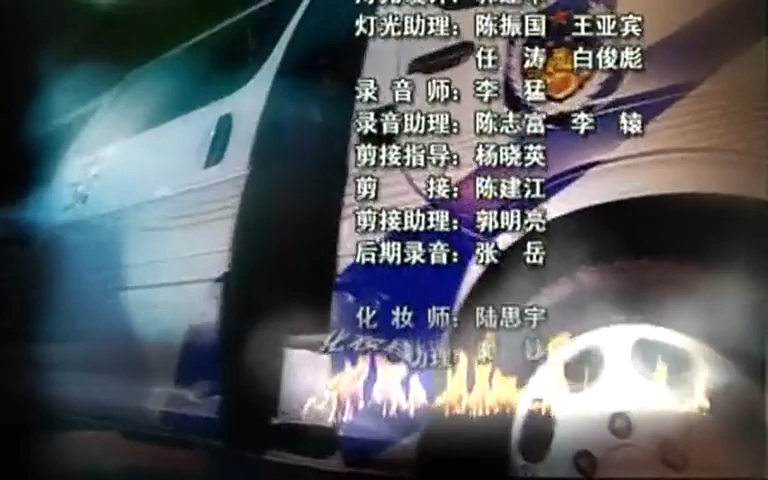 灯光助理：陈振国 王亚宾
任 涛 白俊彪
录 音 师：李 猛
录音助理：陈志富 李 辕
剪接指导：杨晓英
剪 接：陈建江
剪接助理：郭明亮
后期录音：张 岳
化 妆 师：陆思宇
助理：